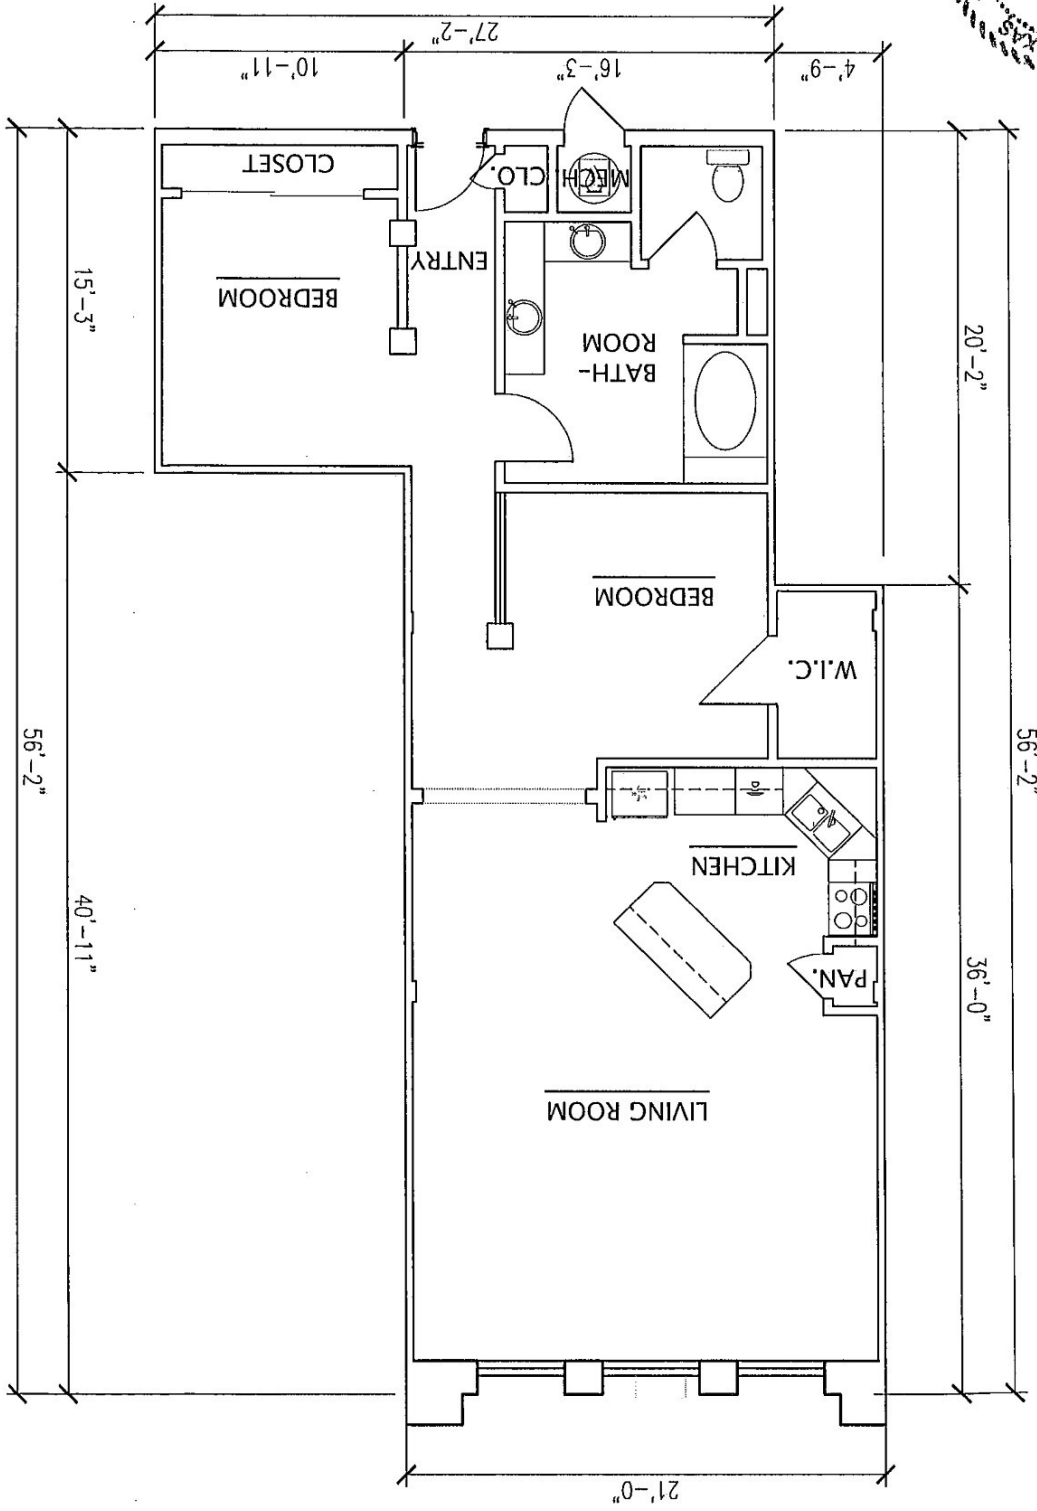 21'-0"
LIVING ROOM
PAN.
KITCHEN
36'-0"
40'-11"
56'-2"
56'-2"
W.I.C.
BEDROOM
20'-2"
BATH-
ROOM
BEDROOM
15'-3"
ENTRY
MECH.
CLO.
CLOSET
4'-9"
16'-3"
10'-11"
27'-2"